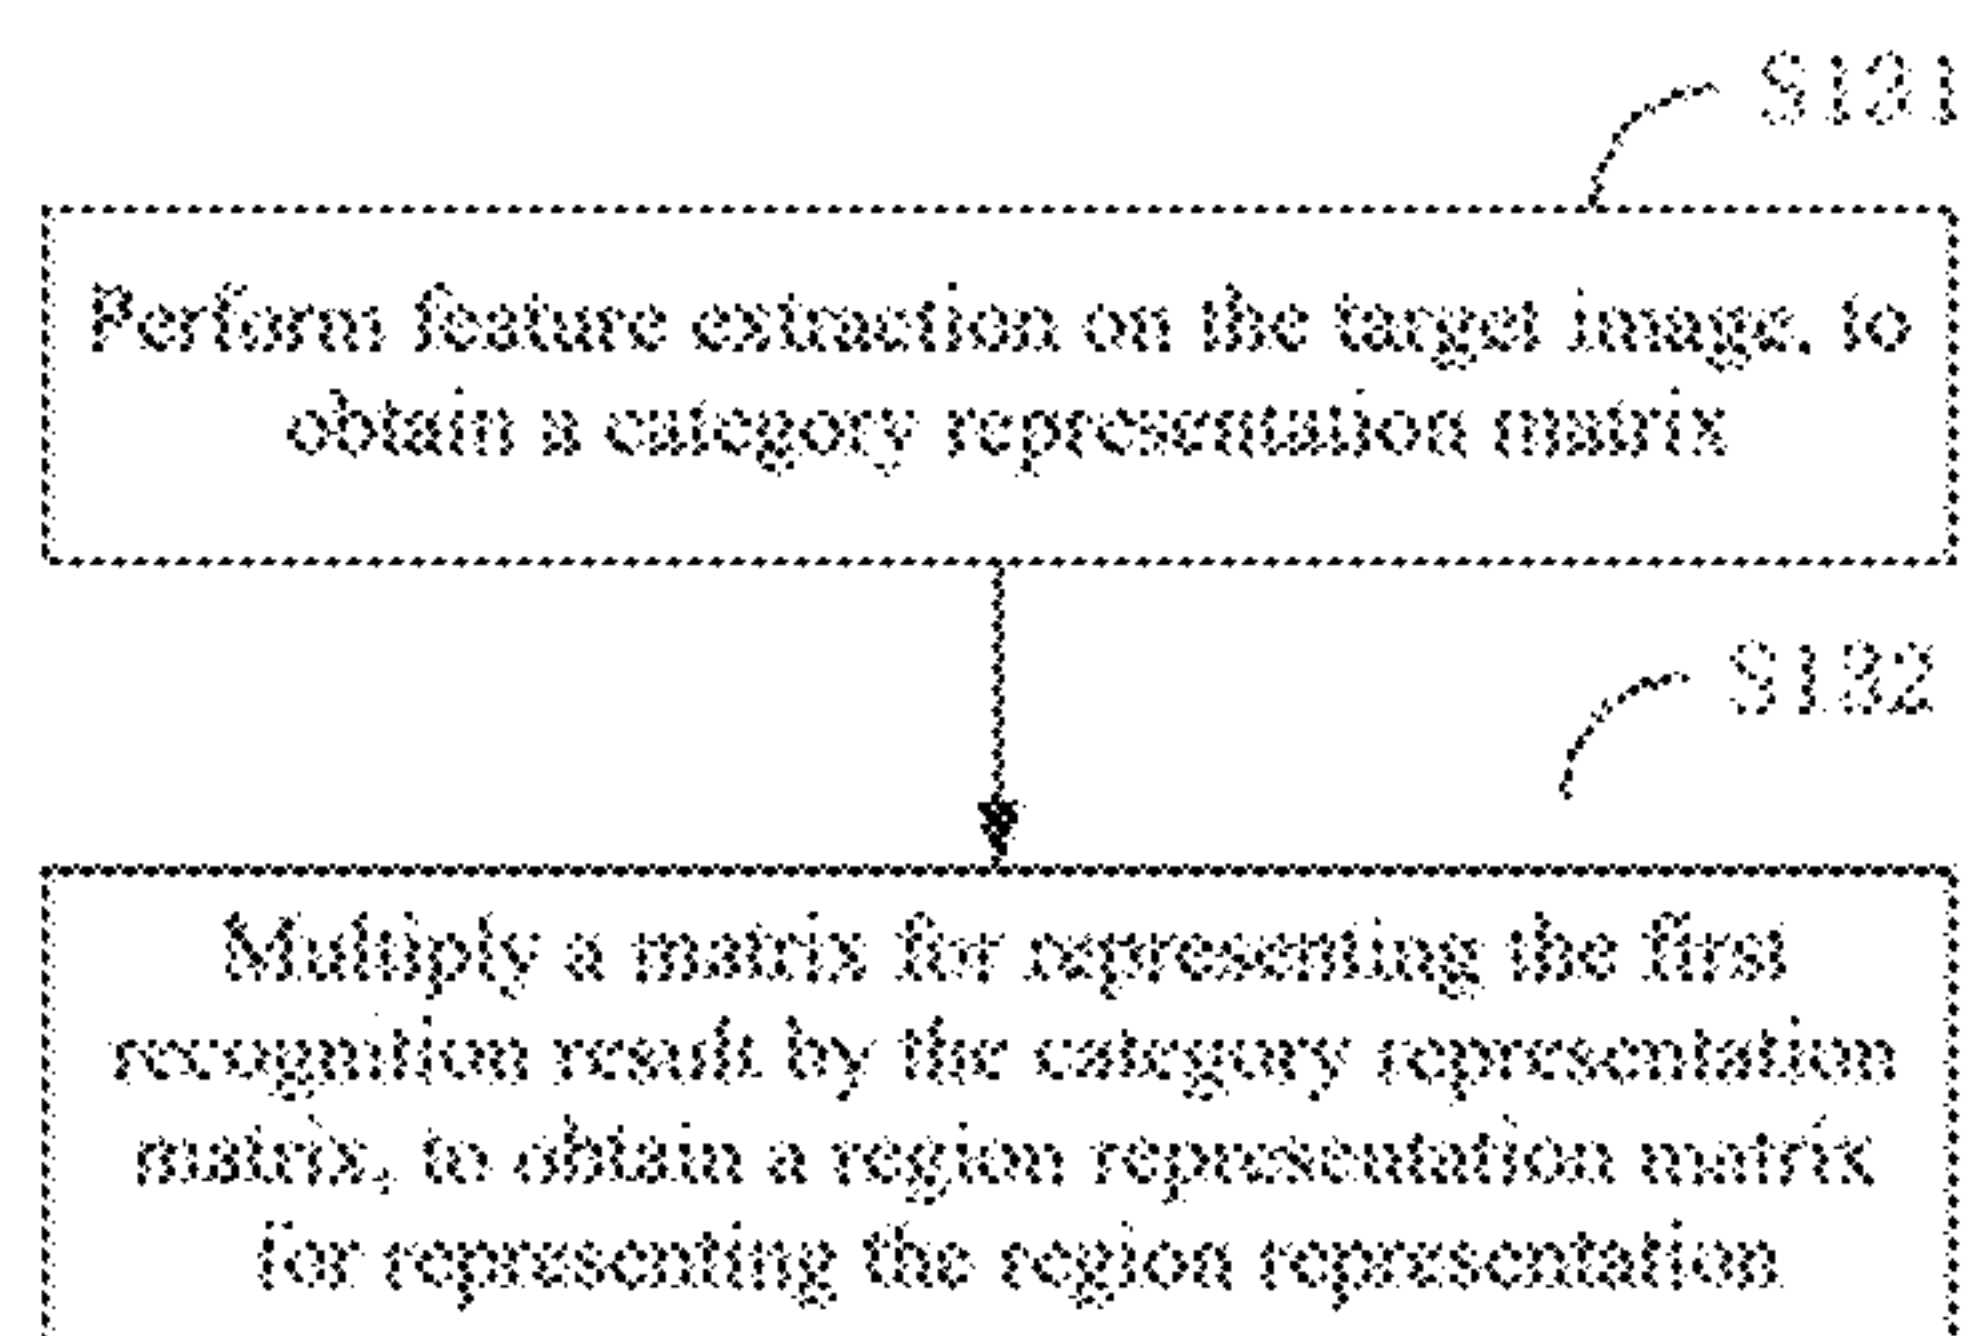 S131
Perform feature extraction on the target image, to
obtain a category representation matrix
S132
Multiply a matrix for representing the first
recognition result by the category representation
matrix, to obtain a region representation matrix
for representing the region representation